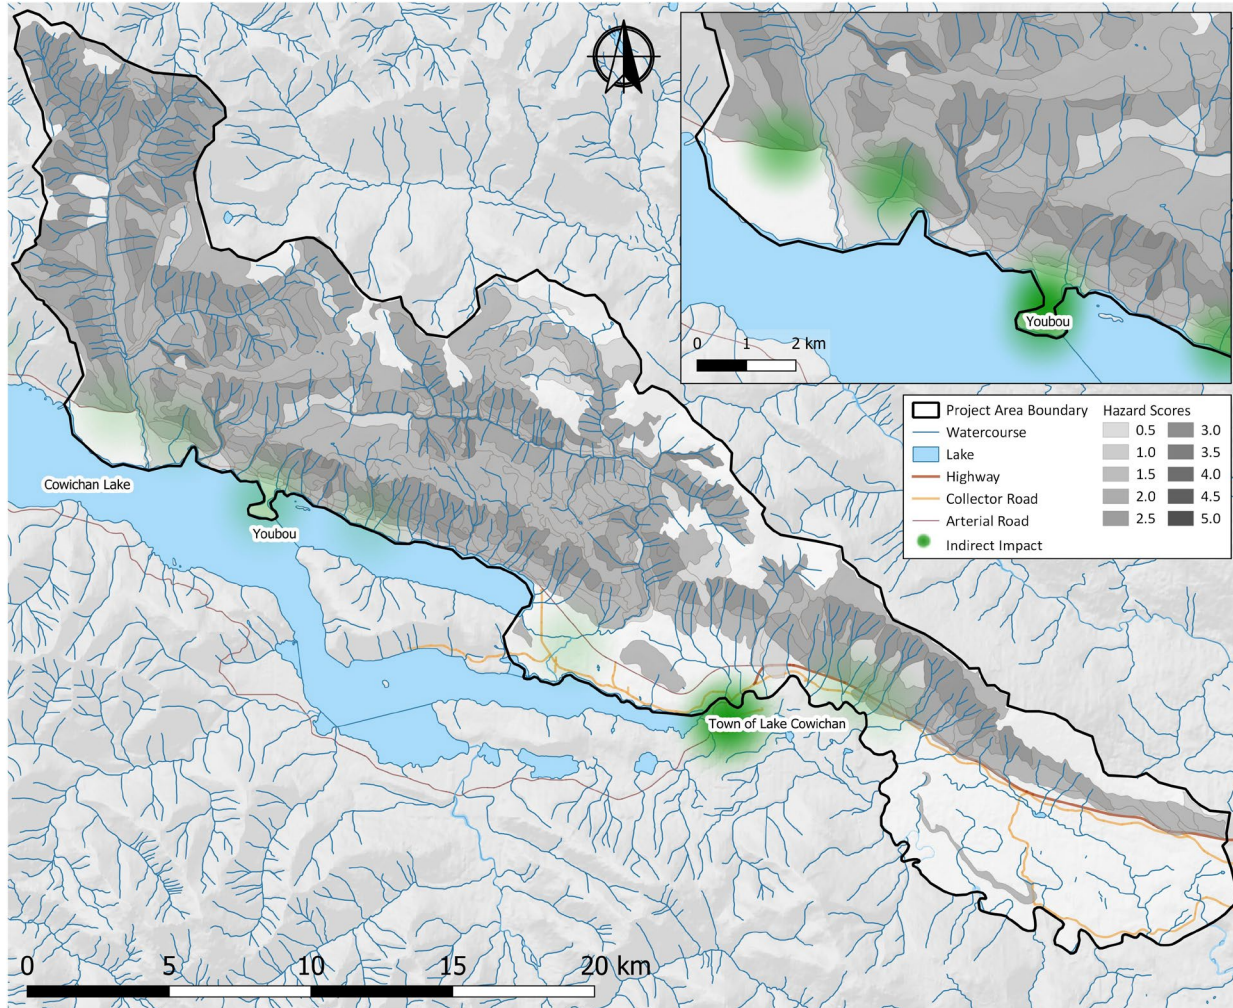 Youbou
0 1 2 km
Project Area Boundary
Watercourse
Lake
Highway
Collector Road
Arterial Road
Indirect Impact
Hazard Scores
0.5 3.0
1.0 3.5
1.5 4.0
2.0 4.5
2.5 5.0
Cowichan Lake
Youbou
Town of Lake Cowichan
0 5 10 15 20 km